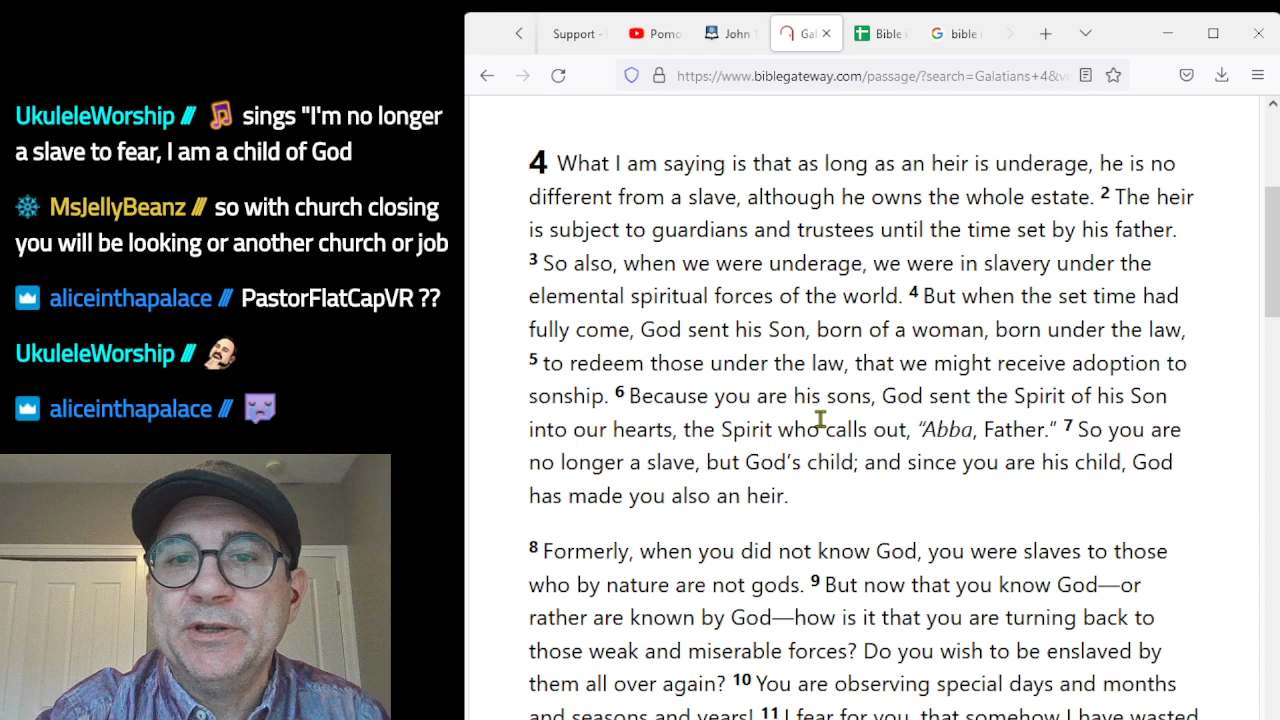 UkuleleWorship /// sings "I'm no longer
a slave to fear, I am a child of God
MsJellyBeanz /// so with church closing
you will be looking or another church or job
aliceinthapalace /// PastorFlatCapVR ??
UkuleleWorship ///
aliceinthapalace ///
Support - Pomo John Gal Bible i bible i
https://www.biblegateway.com/passage/?search=Galatians+4&ve
4 What I am saying is that as long as an heir is underage, he is no
different from a slave, although he owns the whole estate. 2 The heir
is subject to guardians and trustees until the time set by his father.
3 So also, when we were underage, we were in slavery under the
elemental spiritual forces of the world. 4 But when the set time had
fully come, God sent his Son, born of a woman, born under the law,
5 to redeem those under the law, that we might receive adoption to
sonship. 6 Because you are his sons, God sent the Spirit of his Son
into our hearts, the Spirit who calls out, “Abba, Father.” 7 So you are
no longer a slave, but God’s child; and since you are his child, God
has made you also an heir.
8 Formerly, when you did not know God, you were slaves to those
who by nature are not gods. 9 But now that you know God—or
rather are known by God—how is it that you are turning back to
those weak and miserable forces? Do you wish to be enslaved by
them all over again? 10 You are observing special days and months
and seasons and years! 11 I fear for you, that somehow I have wasted